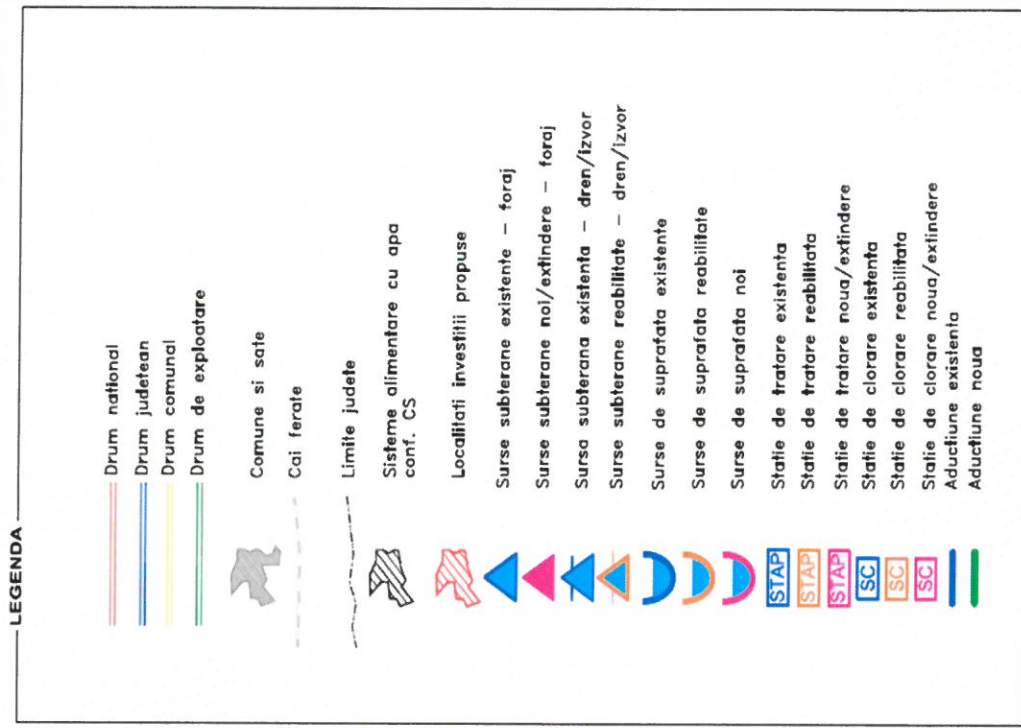 LEGENDA
Drum national
Drum judetean
Drum comunal
Drum de exploatare
Comune si sate
Cai ferate
Limite judete
Sisteme alimentare cu apa
conf. CS
Localitati investitii propuse
Surse subterane existente – foraj
Surse subterane noi/extindere – foraj
Sursa subterana existenta – dren/izvor
Surse subterane reabilitate – dren/izvor
Surse de suprafata existente
Surse de suprafata reabilitate
Surse de suprafata noi
STAP Statie de tratare existenta
STAP Statie de tratare reabilitata
STAP Statie de tratare noua/extindere
SC Statie de clorare existenta
SC Statie de clorare reabilitata
SC Statie de clorare noua/extindere
Aductiune existenta
Aductiune noua